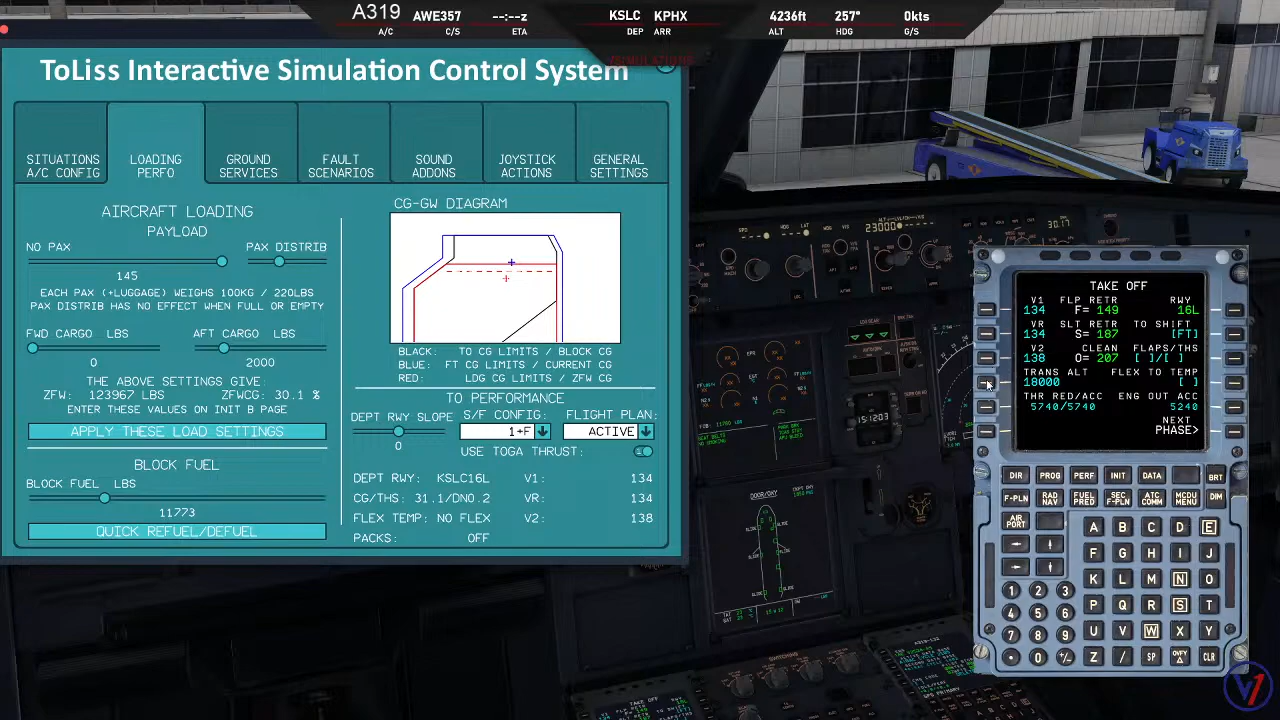 A319 AWE357 --:--z KSLC KPHX 4236ft 257° 0kts
A/C C/S ETA DEP ARR ALT HDG G/S
ToLiss Interactive Simulation Control System
SITUATIONS A/C CONFIG
LOADING PERFO
GROUND SERVICES
FAULT SCENARIOS
SOUND ADDONS
JOYSTICK ACTIONS
GENERAL SETTINGS
AIRCRAFT LOADING
PAYLOAD
NO PAX PAX DISTRIB
145
EACH PAX (+LUGGAGE) WEIGHS 100KG / 220LBS
PAX DISTRIB HAS NO EFFECT WHEN FULL OR EMPTY
FWD CARGO LBS AFT CARGO LBS
0 2000
THE ABOVE SETTINGS GIVE:
ZFW: 123967 LBS ZFWCG: 30.1 %
ENTER THESE VALUES ON INIT B PAGE
APPLY THESE LOAD SETTINGS
BLOCK FUEL
BLOCK FUEL LBS
11773
QUICK REFUEL/DEFUEL
CG-GW DIAGRAM
BLACK: TO CG LIMITS / BLOCK CG
BLUE: FT CG LIMITS / CURRENT CG
RED: LDG CG LIMITS / ZFW CG
TO PERFORMANCE
DEPT RWY SLOPE S/F CONFIG: FLIGHT PLAN:
1+F ACTIVE
0 USE TOGA THRUST:
DEPT RWY: KSLC16L V1: 134
CG/THS: 31.1/DN0.2 VR: 134
FLEX TEMP: NO FLEX V2: 138
PACKS: OFF
23000
30.17
151203
DOOR/OXY
SWITCHING
TAKE OFF
V1 FLP RETR RWY
134 F= 149 16L
VR SLT RETR TO SHIFT
134 S= 187 [FT]
V2 CLEAN FLAPS/THS
138 O= 207 [ ]/[ ]
TRANS ALT FLEX TO TEMP
18000 [ ]
THR RED/ACC ENG OUT ACC
5740/5740 5240
NEXT
PHASE>
DIR PROG PERF INIT DATA BRT
F-PLN RAD NAV FUEL PRED SEC F-PLN ATC COMM MCDU MENU DIM
AIR PORT
A B C D E
F G H I J
K L M N O
1 2 3 P Q R S T
4 5 6 U V W X Y
7 8 9 Z / SP OVFY CLR
. 0 +/-
V1